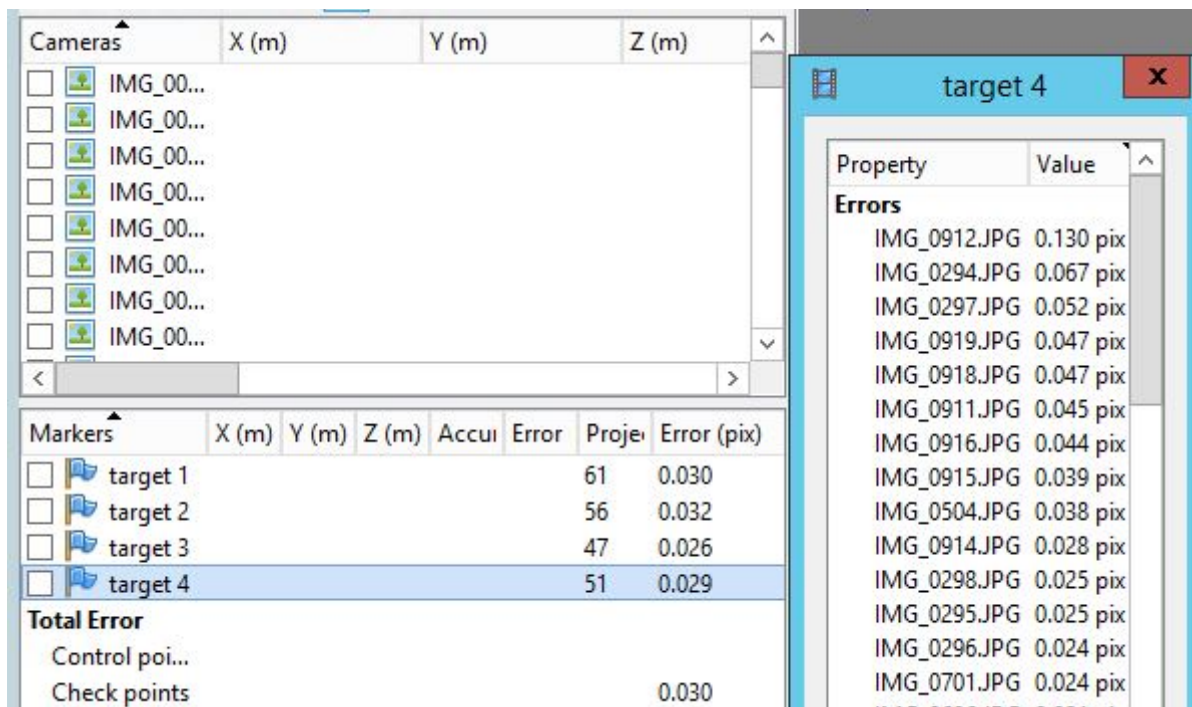 Cameras X (m) Y (m) Z (m)
IMG_00...
IMG_00...
IMG_00...
IMG_00...
IMG_00...
IMG_00...
IMG_00...
IMG_00...
Markers X (m) Y (m) Z (m) Accui Error Projei Error (pix)
target 1 61 0.030
target 2 56 0.032
target 3 47 0.026
target 4 51 0.029
Total Error
Control poi...
Check points 0.030
target 4
x
Property Value
Errors
IMG_0912.JPG 0.130 pix
IMG_0294.JPG 0.067 pix
IMG_0297.JPG 0.052 pix
IMG_0919.JPG 0.047 pix
IMG_0918.JPG 0.047 pix
IMG_0911.JPG 0.045 pix
IMG_0916.JPG 0.044 pix
IMG_0915.JPG 0.039 pix
IMG_0504.JPG 0.038 pix
IMG_0914.JPG 0.028 pix
IMG_0298.JPG 0.025 pix
IMG_0295.JPG 0.025 pix
IMG_0296.JPG 0.024 pix
IMG_0701.JPG 0.024 pix